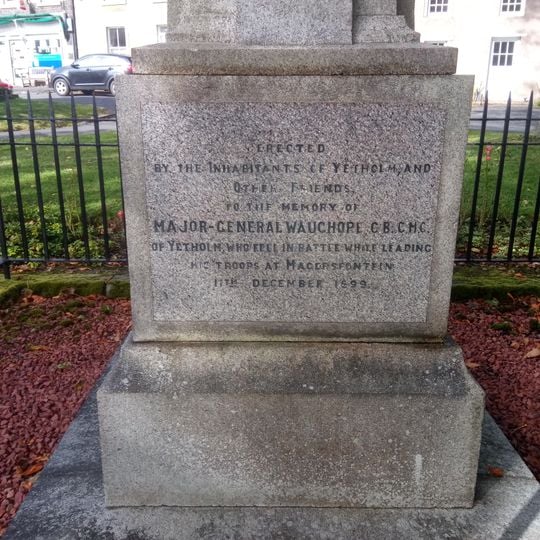 ERECTED
BY THE INHABITANTS OF YETHOLM, AND
OTHER FRIENDS,
TO THE MEMORY OF
MAJOR-GENERAL WAUCHOPE, C.B. C.M.G.
OF YETHOLM, WHO FELL IN BATTLE WHILE LEADING
HIS TROOPS AT MAGERSFONTEIN
11TH DECEMBER 1899.